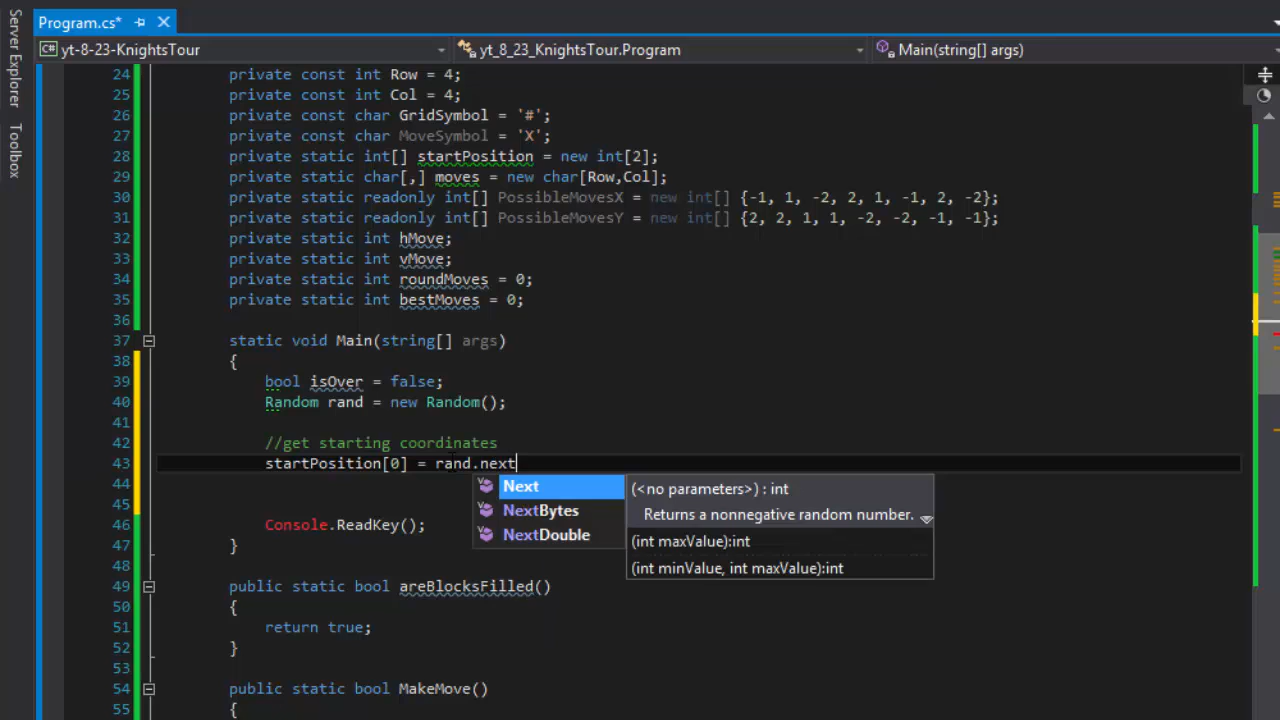 Server Explorer
Toolbox
Program.cs*
yt-8-23-KnightsTour
yt_8_23_KnightsTour.Program
Main(string[] args)
24 private const int Row = 4;
25 private const int Col = 4;
26 private const char GridSymbol = '#';
27 private const char MoveSymbol = 'X';
28 private static int[] startPosition = new int[2];
29 private static char[,] moves = new char[Row,Col];
30 private static readonly int[] PossibleMovesX = new int[] {-1, 1, -2, 2, 1, -1, 2, -2};
31 private static readonly int[] PossibleMovesY = new int[] {2, 2, 1, 1, -2, -2, -1, -1};
32 private static int hMove;
33 private static int vMove;
34 private static int roundMoves = 0;
35 private static int bestMoves = 0;
36
37 static void Main(string[] args)
38 {
39 bool isOver = false;
40 Random rand = new Random();
41
42 //get starting coordinates
43 startPosition[0] = rand.next
44
45
46 Console.ReadKey();
47 }
48
49 public static bool areBlocksFilled()
50 {
51 return true;
52 }
53
54 public static bool MakeMove()
55 {
Next
NextBytes
NextDouble
(<no parameters>) : int
Returns a nonnegative random number.
(int maxValue):int
(int minValue, int maxValue):int